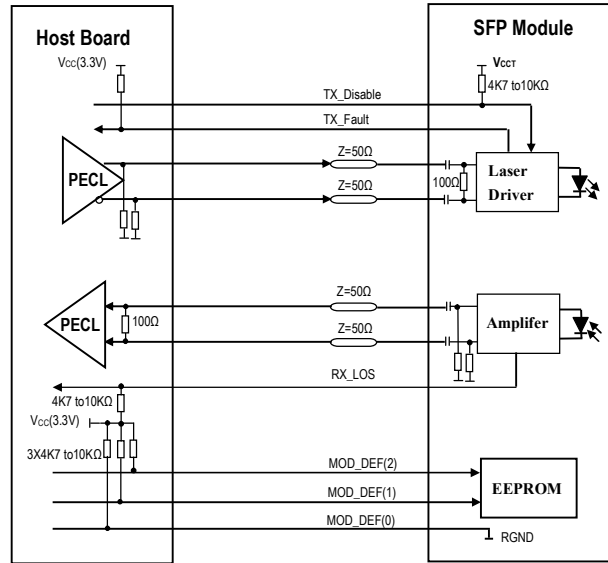 Host Board
SFP Module
Vcc(3.3V)
VCCT
4K7 to10KΩ
TX_Disable
TX_Fault
PECL
Z=50Ω
Z=50Ω
100Ω
Laser
Driver
Z=50Ω
PECL
100Ω
Z=50Ω
Amplifer
RX_LOS
4K7 to10KΩ
Vcc(3.3V)
3X4K7 to10KΩ
MOD_DEF(2)
MOD_DEF(1)
EEPROM
MOD_DEF(0)
RGND